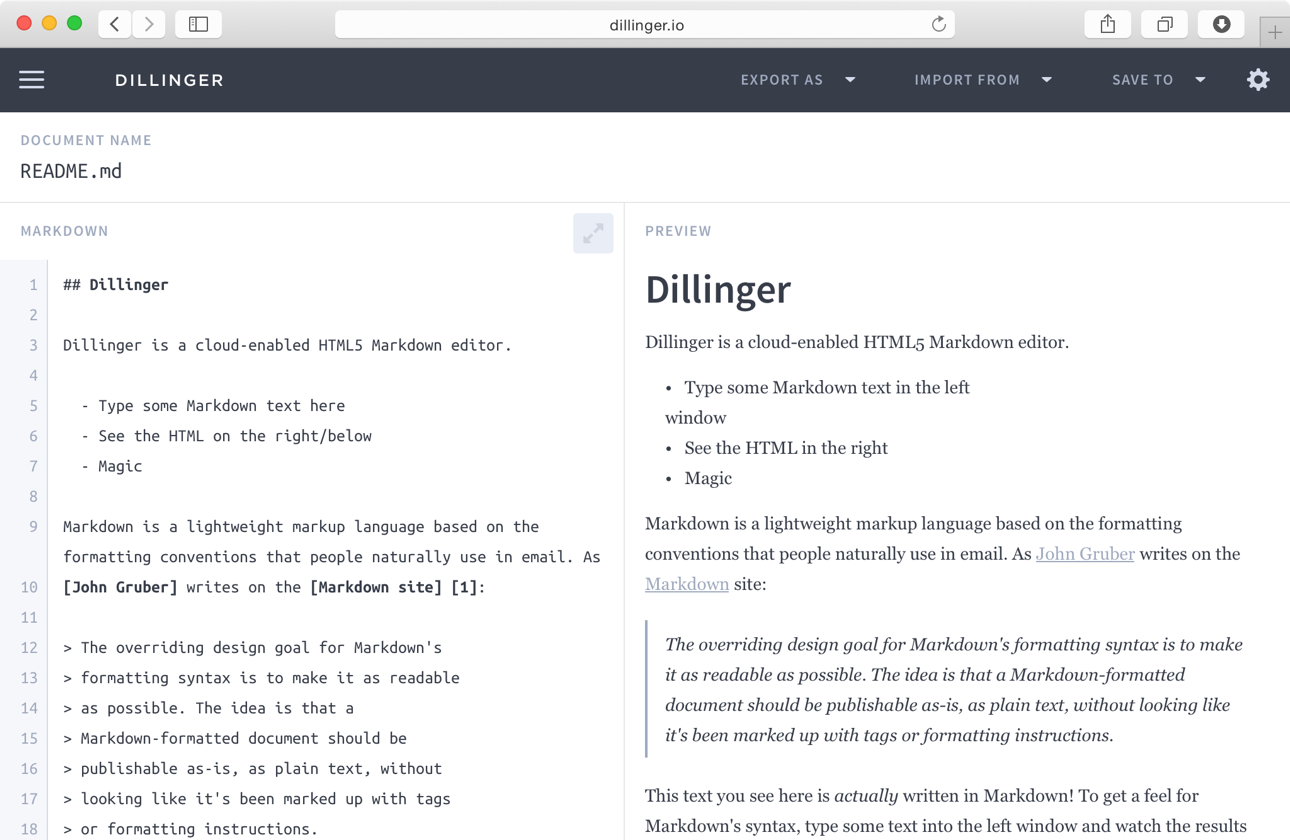 dillinger.io
DILLINGER
EXPORT AS
IMPORT FROM
SAVE TO
DOCUMENT NAME
README.md
MARKDOWN
1 ## Dillinger
2
3 Dillinger is a cloud-enabled HTML5 Markdown editor.
4
5 - Type some Markdown text here
6 - See the HTML on the right/below
7 - Magic
8
9 Markdown is a lightweight markup language based on the
formatting conventions that people naturally use in email. As
10 [John Gruber] writes on the [Markdown site] [1]:
11
12 > The overriding design goal for Markdown's
13 > formatting syntax is to make it as readable
14 > as possible. The idea is that a
15 > Markdown-formatted document should be
16 > publishable as-is, as plain text, without
17 > looking like it's been marked up with tags
18 > or formatting instructions.
PREVIEW
Dillinger
Dillinger is a cloud-enabled HTML5 Markdown editor.
• Type some Markdown text in the left
window
• See the HTML in the right
• Magic
Markdown is a lightweight markup language based on the formatting
conventions that people naturally use in email. As John Gruber writes on the
Markdown site:
The overriding design goal for Markdown's formatting syntax is to make
it as readable as possible. The idea is that a Markdown-formatted
document should be publishable as-is, as plain text, without looking like
it's been marked up with tags or formatting instructions.
This text you see here is actually written in Markdown! To get a feel for
Markdown's syntax, type some text into the left window and watch the results